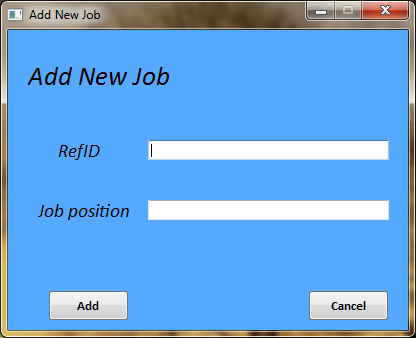 Add New Job
Add New Job
RefID
Job position
Add
Cancel